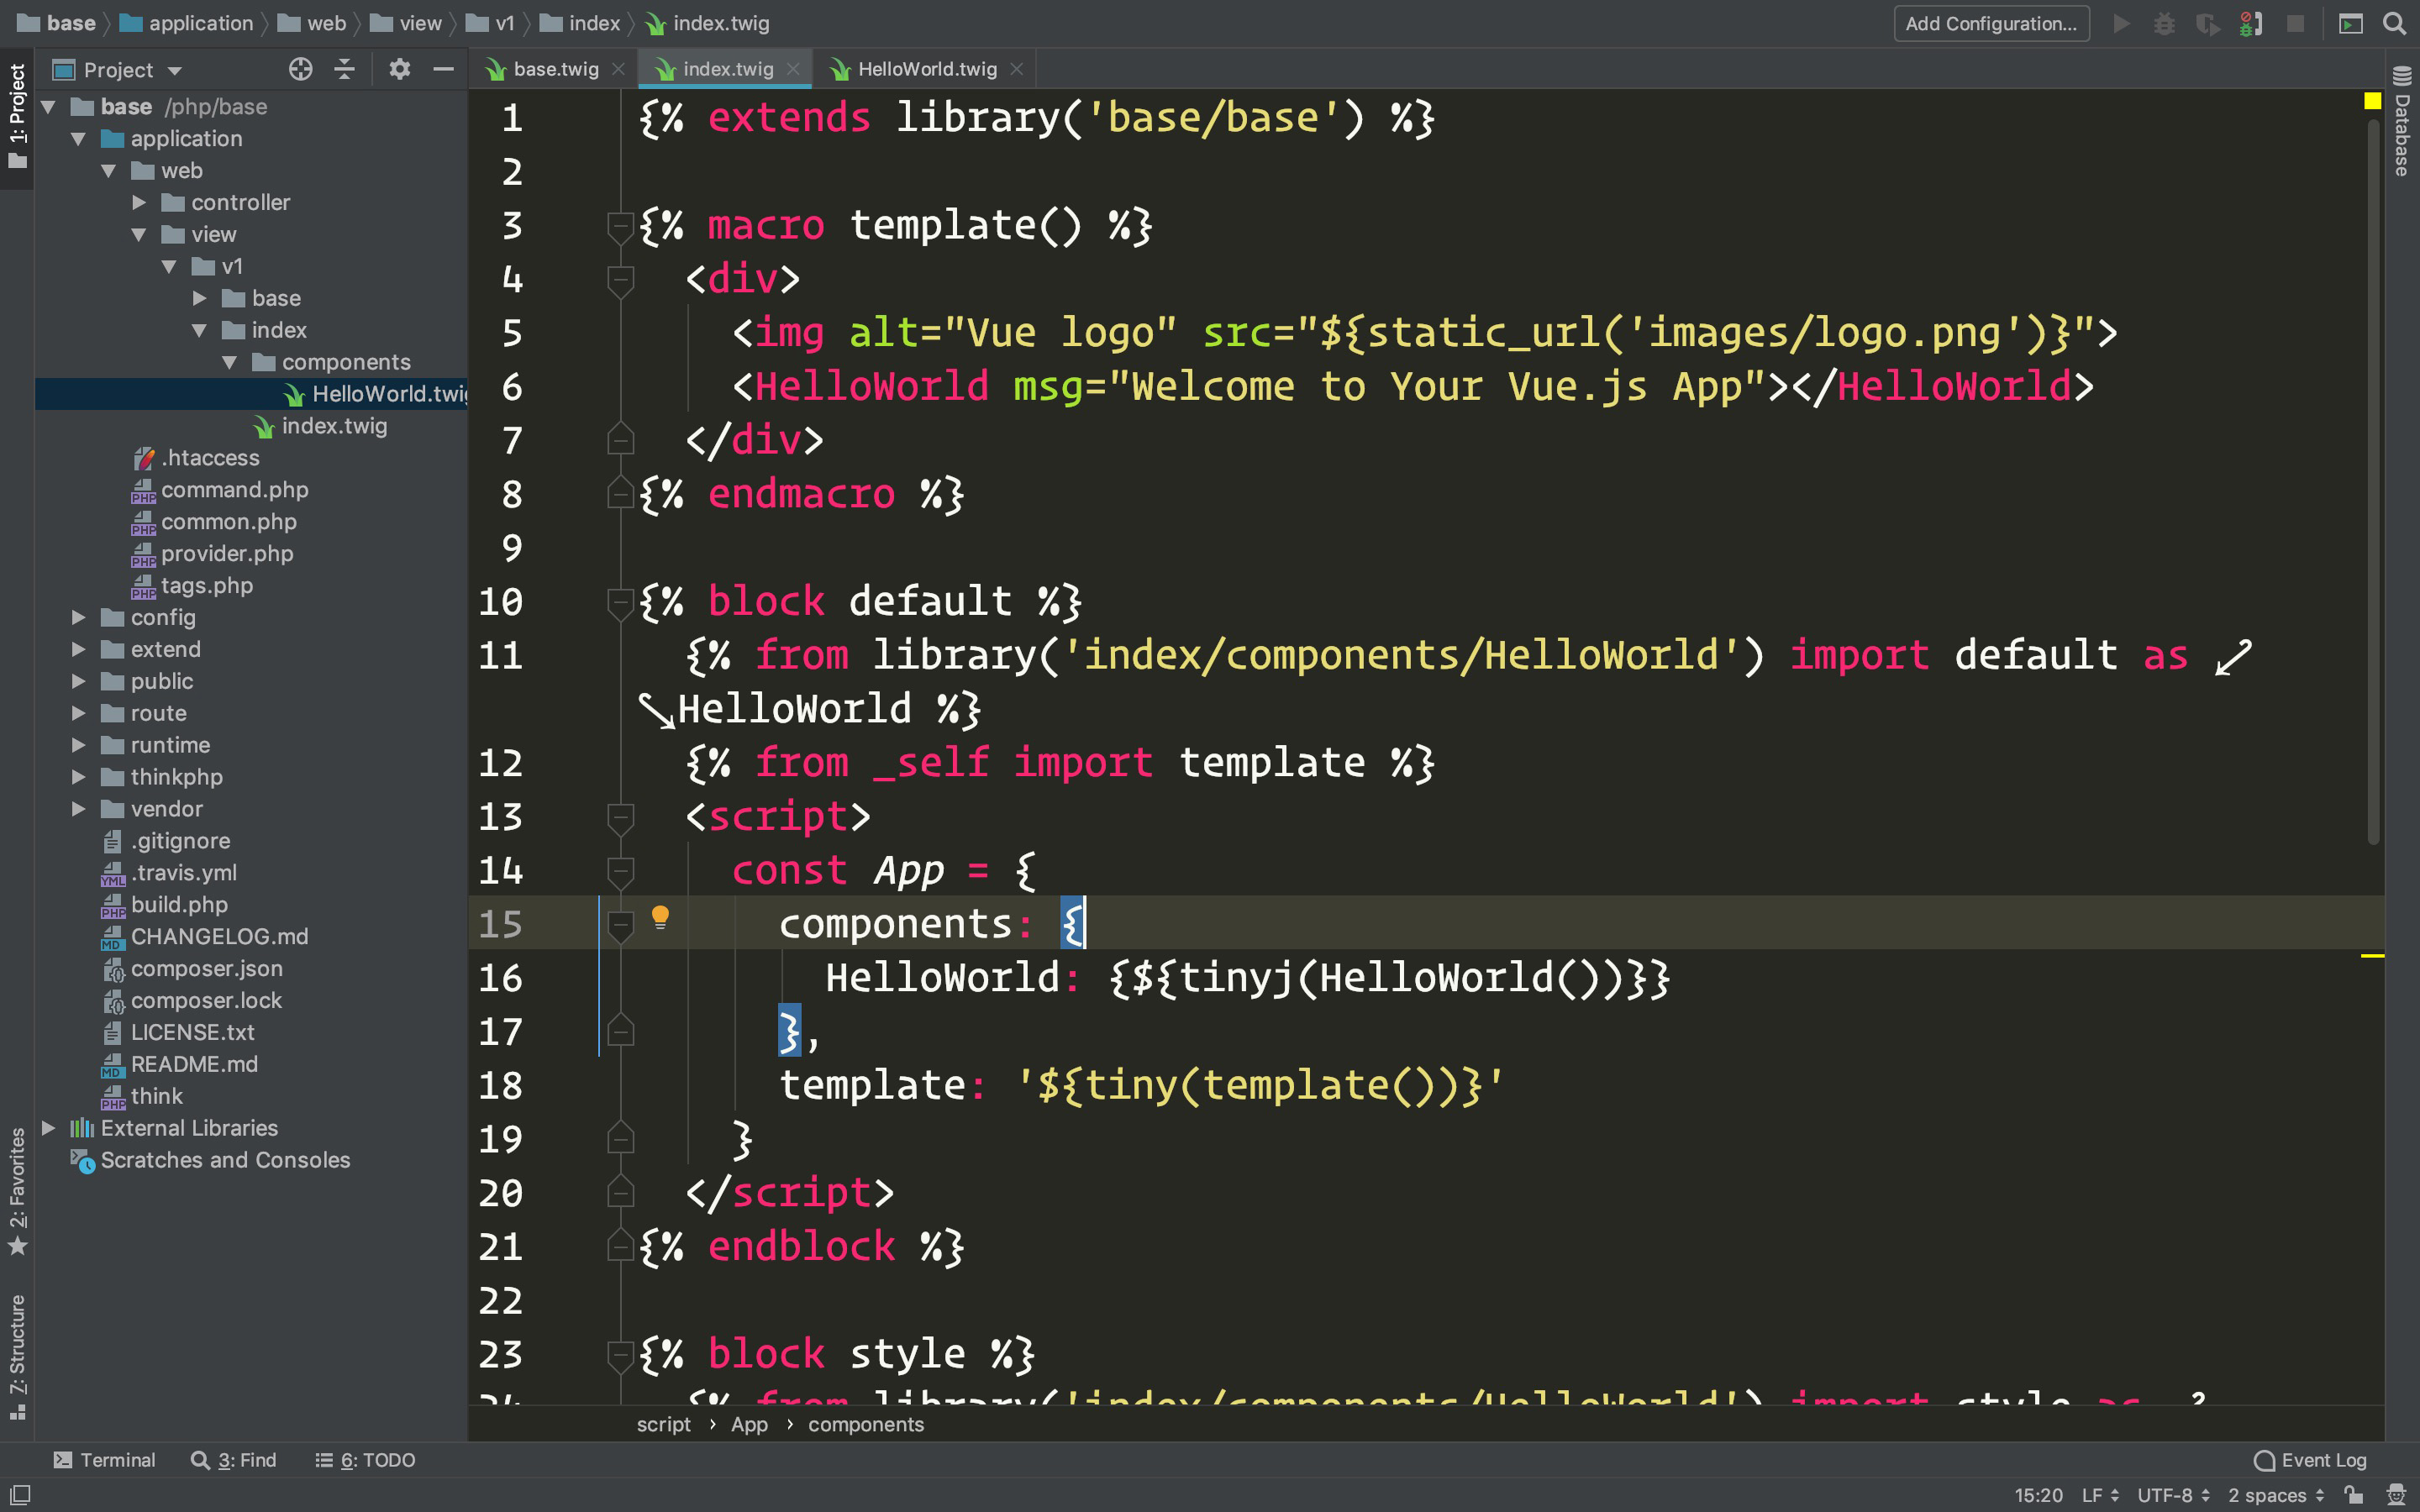 base application web view v1 index index.twig Add Configuration...
1: Project
Project
base /php/base
application
web
controller
view
v1
base
index
components
HelloWorld.twig
index.twig
.htaccess
command.php
common.php
provider.php
tags.php
config
extend
public
route
runtime
thinkphp
vendor
.gitignore
.travis.yml
build.php
CHANGELOG.md
composer.json
composer.lock
LICENSE.txt
README.md
think
External Libraries
Scratches and Consoles
2: Favorites
Z: Structure
base.twig index.twig HelloWorld.twig
1 {% extends library('base/base') %}
2
3 {% macro template() %}
4 <div>
5 <img alt="Vue logo" src="${static_url('images/logo.png')}">
6 <HelloWorld msg="Welcome to Your Vue.js App"></HelloWorld>
7 </div>
8 {% endmacro %}
9
10 {% block default %}
11 {% from library('index/components/HelloWorld') import default as
HelloWorld %}
12 {% from _self import template %}
13 <script>
14 const App = {
15 components: {
16 HelloWorld: {${tinyj(HelloWorld())}}
17 },
18 template: '${tiny(template())}'
19 }
20 </script>
21 {% endblock %}
22
23 {% block style %}
24 {% from library('index/components/HelloWorld') import style as
script › App › components
Database
Terminal 3: Find 6: TODO Event Log
15:20 LF UTF-8 2 spaces